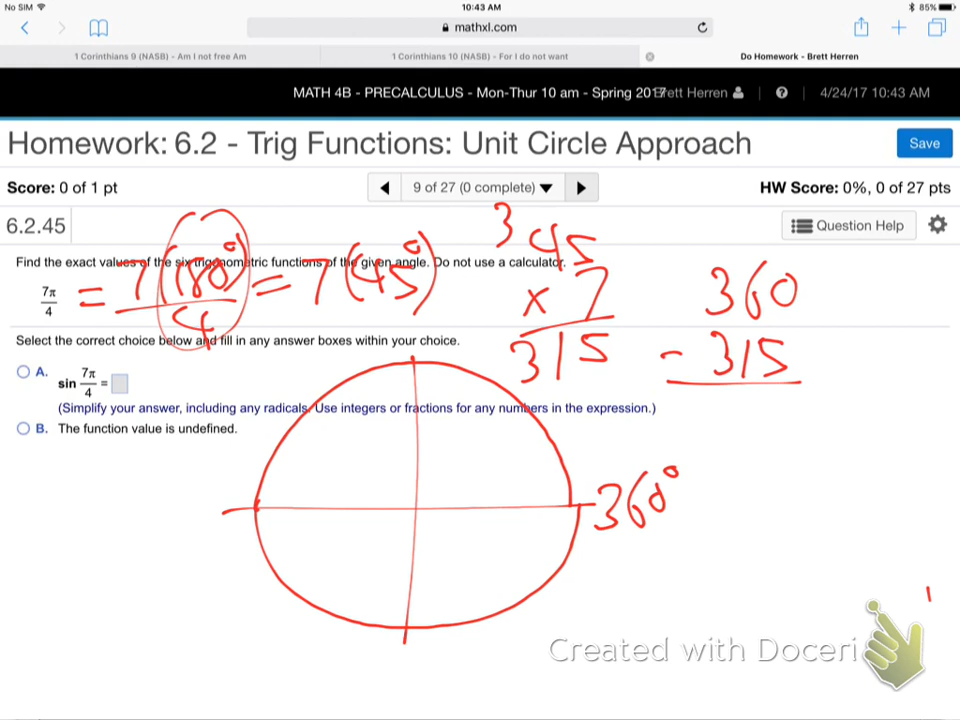 No SIM 10:43 AM 85%
mathxl.com
1 Corinthians 9 (NASB) - Am I not free Am 1 Corinthians 10 (NASB) - For I do not want Do Homework - Brett Herren
MATH 4B - PRECALCULUS - Mon-Thur 10 am - Spring 2017 Brett Herren ? 4/24/17 10:43 AM
Homework: 6.2 - Trig Functions: Unit Circle Approach Save
Score: 0 of 1 pt 9 of 27 (0 complete) HW Score: 0%, 0 of 27 pts
6.2.45 Question Help
Find the exact values of the six trigonometric functions of the given angle. Do not use a calculator.
7π/4 = 7(180°)/4 = 7(45°)
3
45
x 7
315
360
- 315
Select the correct choice below and fill in any answer boxes within your choice.
A. sin 7π/4 =
(Simplify your answer, including any radicals. Use integers or fractions for any numbers in the expression.)
B. The function value is undefined.
360°
Created with Doceri